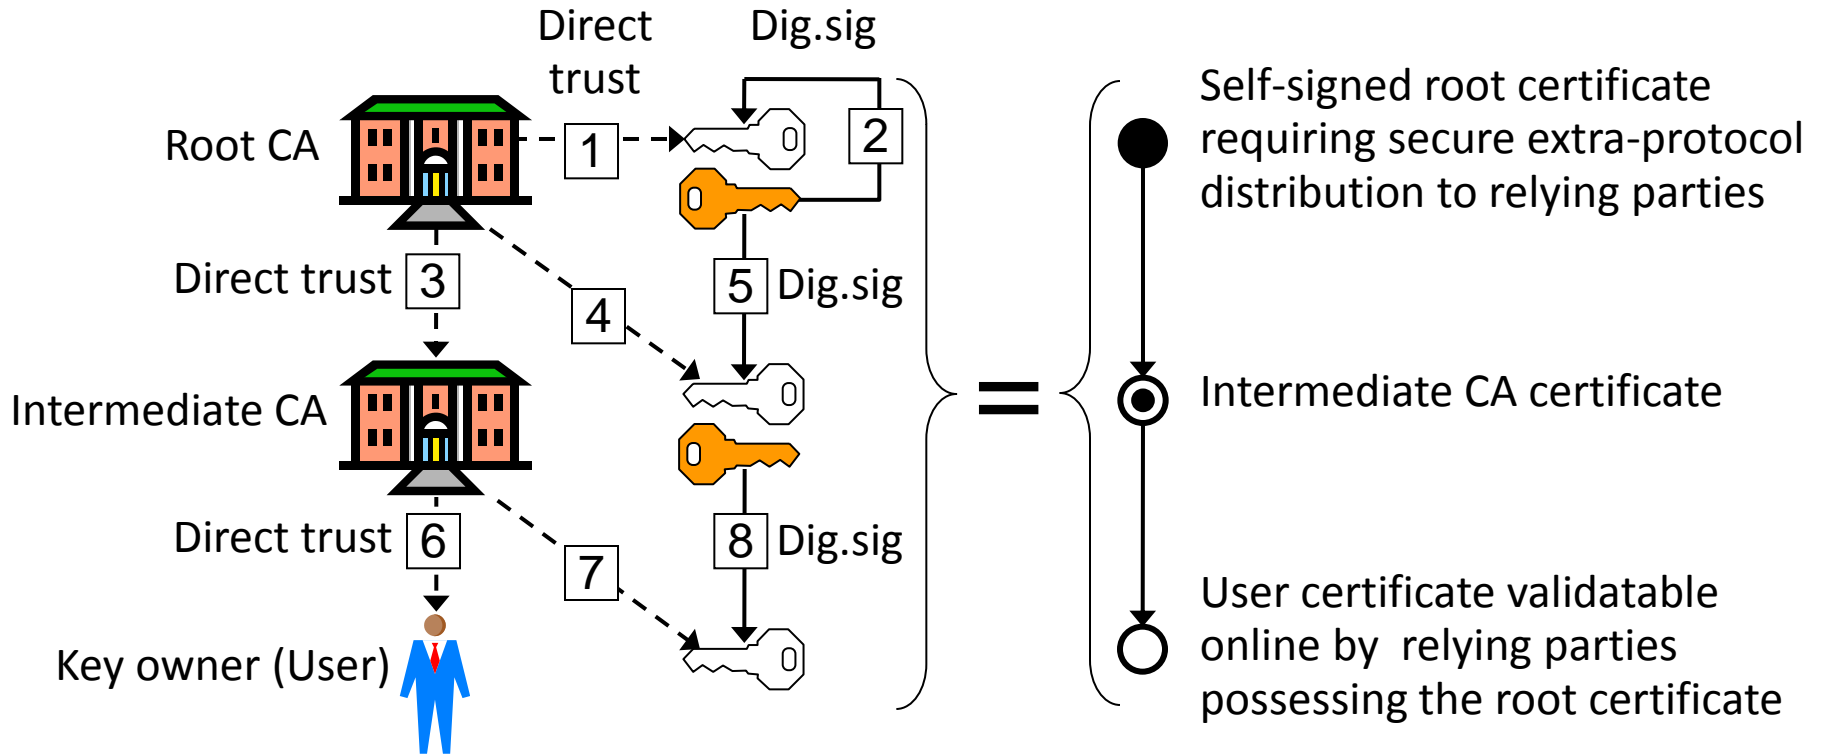 Direct
trust
Dig.sig
Root CA
1
2
Direct trust
3
4
5
Dig.sig
Intermediate CA
Direct trust
6
7
8
Dig.sig
Key owner (User)
=
Self-signed root certificate
requiring secure extra-protocol
distribution to relying parties
Intermediate CA certificate
User certificate validatable
online by relying parties
possessing the root certificate